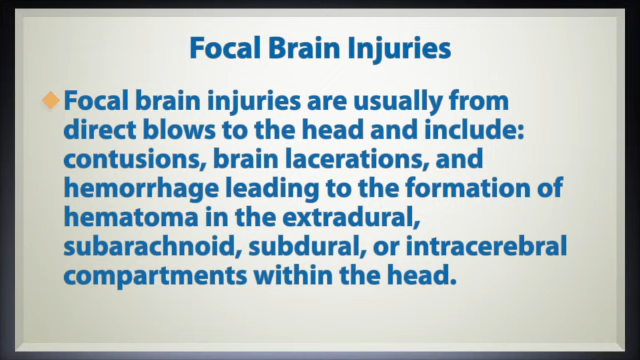 Focal Brain Injuries
Focal brain injuries are usually from
direct blows to the head and include:
contusions, brain lacerations, and
hemorrhage leading to the formation of
hematoma in the extradural,
subarachnoid, subdural, or intracerebral
compartments within the head.